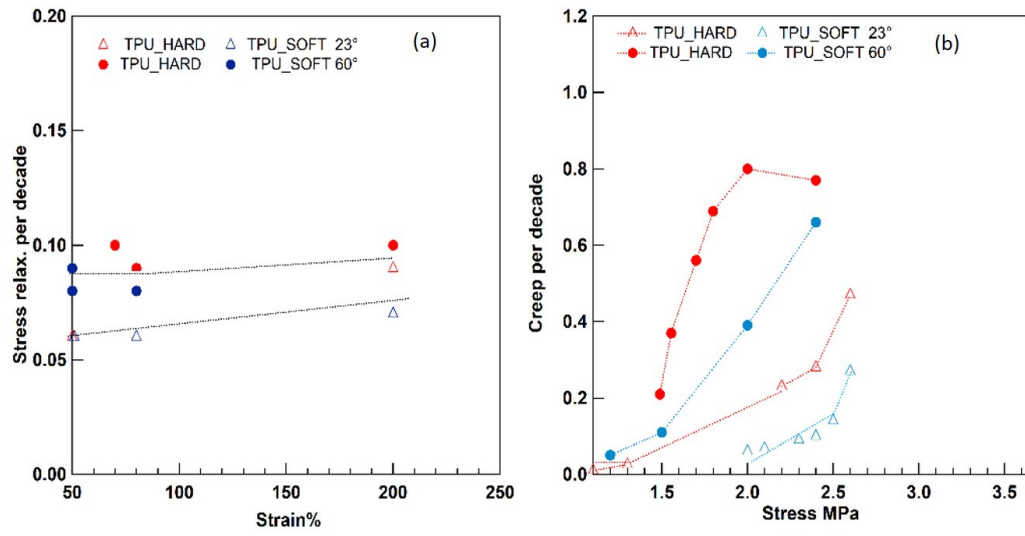 0.20
0.15
0.10
0.05
0.00
Stress relax. per decade
TPU_HARD TPU_SOFT 23°
TPU_HARD TPU_SOFT 60°
(a)
50 100 150 200 250
Strain%
1.2
1.0
0.8
0.6
0.4
0.2
0.0
Creep per decade
TPU_HARD TPU_SOFT 23°
TPU_HARD TPU_SOFT 60°
(b)
1.5 2.0 2.5 3.0 3.5
Stress MPa